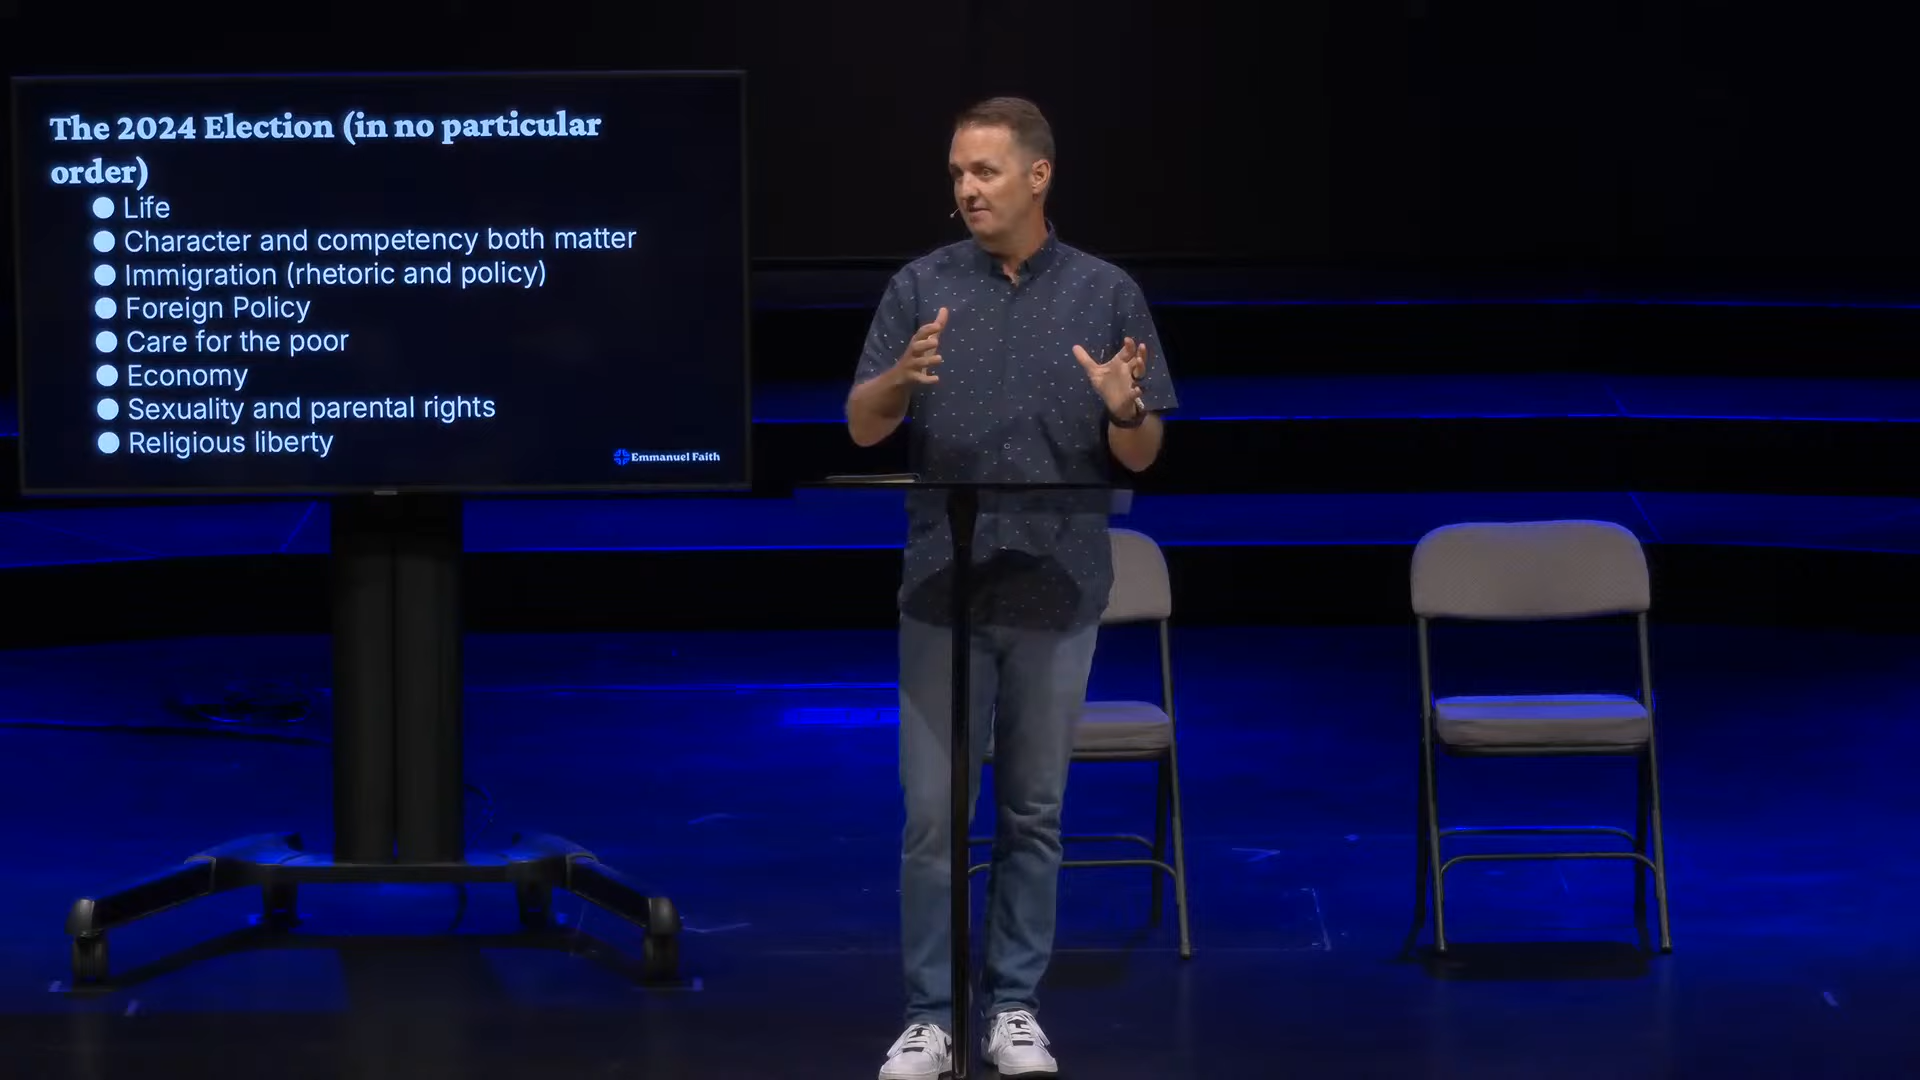 The 2024 Election (in no particular
order)
● Life
● Character and competency both matter
● Immigration (rhetoric and policy)
● Foreign Policy
● Care for the poor
● Economy
● Sexuality and parental rights
● Religious liberty
Emmanuel Faith